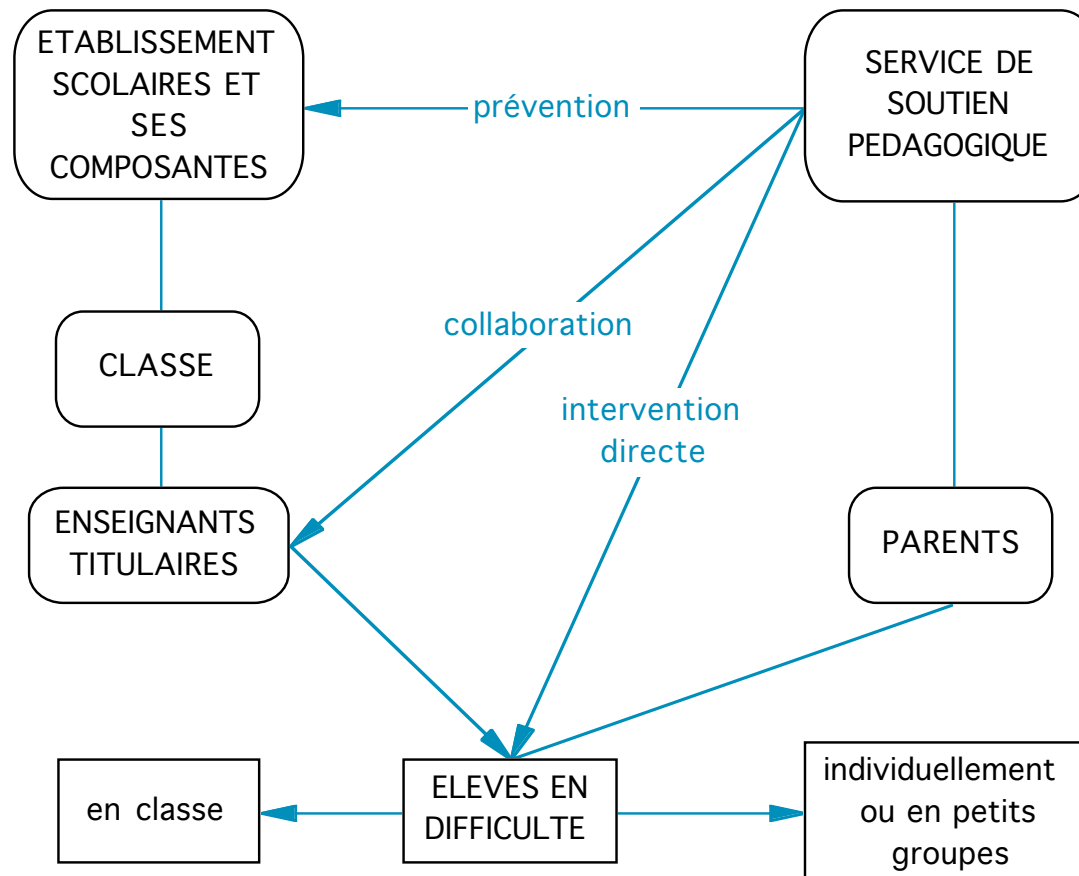 ETABLISSEMENT
SCOLAIRES ET
SES
COMPOSANTES
prévention
SERVICE DE
SOUTIEN
PEDAGOGIQUE
collaboration
CLASSE
intervention
directe
ENSEIGNANTS
TITULAIRES
PARENTS
en classe
ELEVES EN
DIFFICULTE
individuellement
ou en petits
groupes